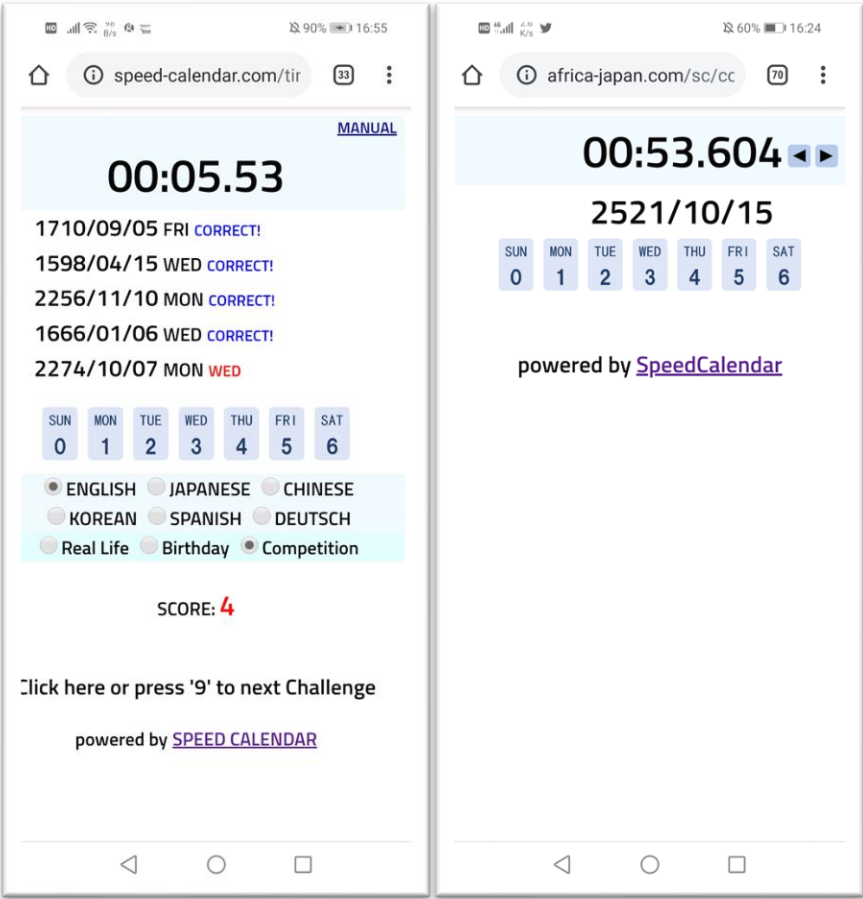 90% 16:55
speed-calendar.com/tir 33
MANUAL
00:05.53
1710/09/05 FRI CORRECT!
1598/04/15 WED CORRECT!
2256/11/10 MON CORRECT!
1666/01/06 WED CORRECT!
2274/10/07 MON WED
SUN MON TUE WED THU FRI SAT
0 1 2 3 4 5 6
ENGLISH JAPANESE CHINESE
KOREAN SPANISH DEUTSCH
Real Life Birthday Competition
SCORE: 4
Click here or press '9' to next Challenge
powered by SPEED CALENDAR
60% 16:24
africa-japan.com/sc/cc 70
00:53.604
2521/10/15
SUN MON TUE WED THU FRI SAT
0 1 2 3 4 5 6
powered by SpeedCalendar